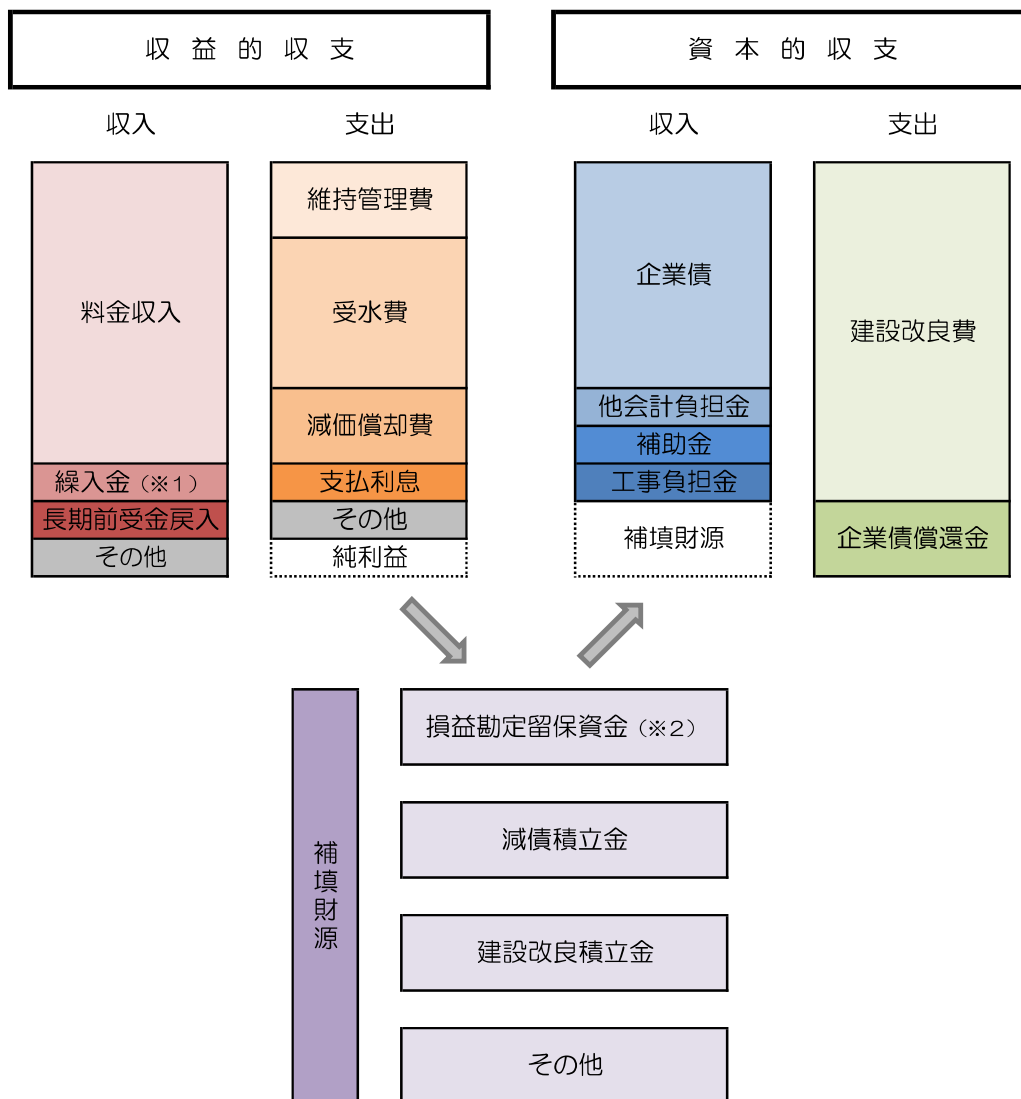 収益的収支
収入
支出
料金収入
繰入金（※1）
長期前受金戻入
その他
維持管理費
受水費
減価償却費
支払利息
その他
純利益
資本的収支
収入
支出
企業債
他会計負担金
補助金
工事負担金
補填財源
建設改良費
企業債償還金
補填財源
損益勘定留保資金（※2）
減債積立金
建設改良積立金
その他